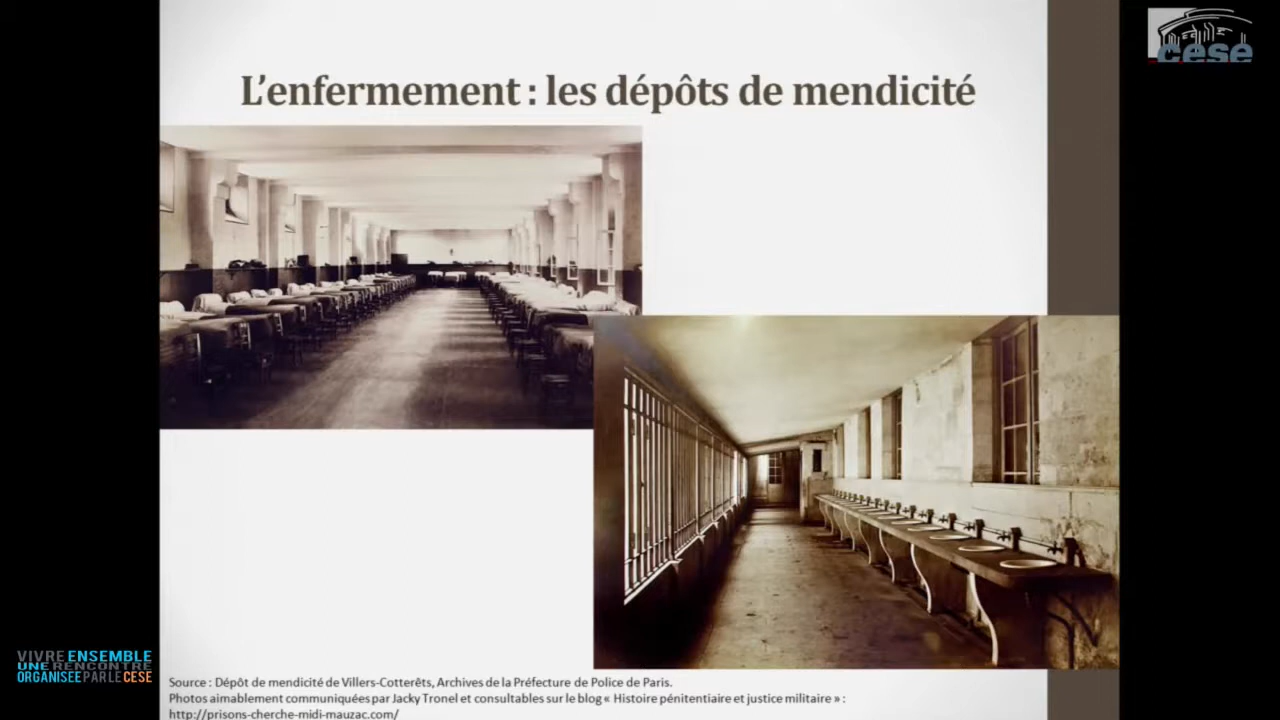 cese
L'enfermement : les dépôts de mendicité
VIVRE ENSEMBLE
UNE RENCONTRE
ORGANISEE PAR LE CESE
Source : Dépôt de mendicité de Villers-Cotterêts, Archives de la Préfecture de Police de Paris.
Photos aimablement communiquées par Jacky Tronel et consultables sur le blog « Histoire pénitentiaire et justice militaire » :
http://prisons-cherche-midi-mauzac.com/